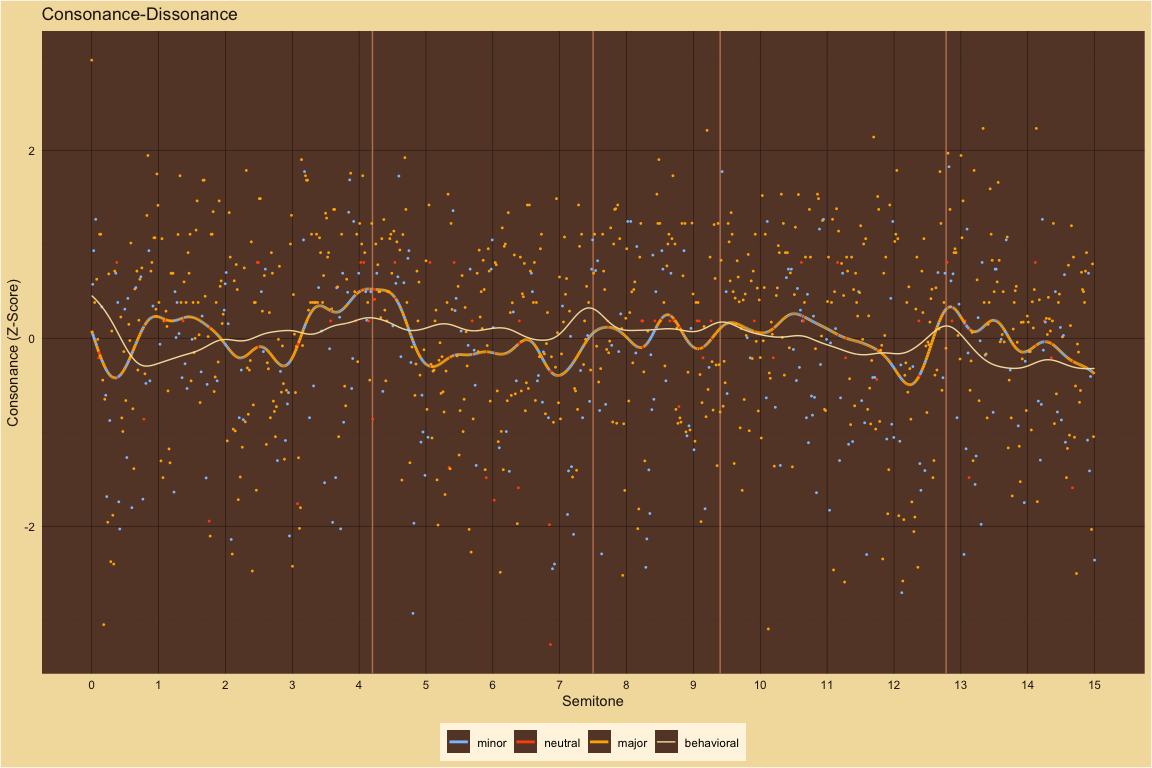 Consonance-Dissonance
Consonance (Z-Score)
2
0
-2
0 1 2 3 4 5 6 7 8 9 10 11 12 13 14 15
Semitone
minor neutral major behavioral